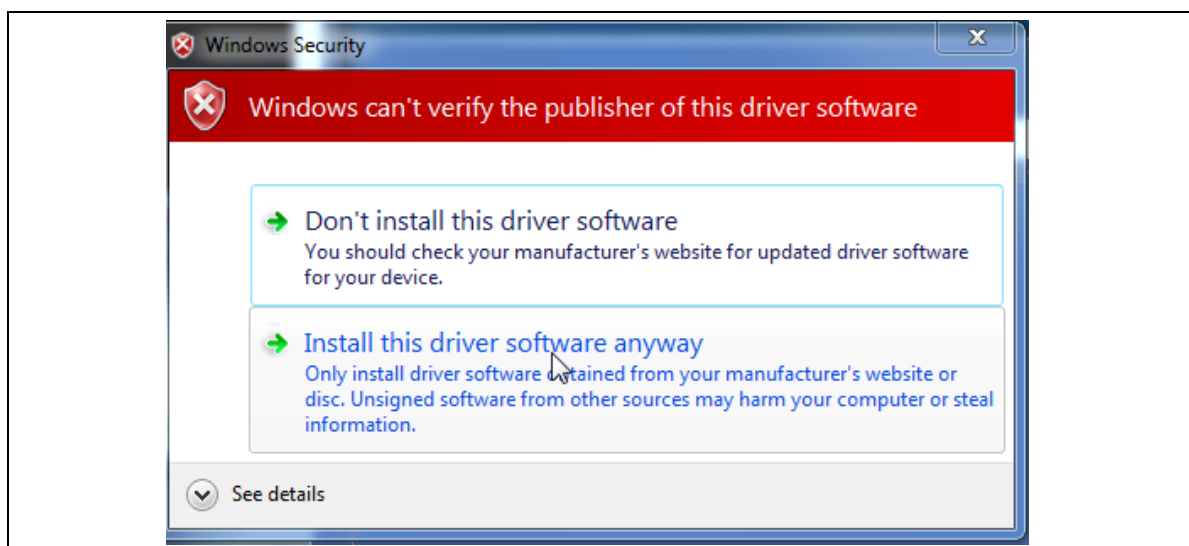 Windows Security
Windows can't verify the publisher of this driver software
Don't install this driver software
You should check your manufacturer's website for updated driver software
for your device.
Install this driver software anyway
Only install driver software obtained from your manufacturer's website or
disc. Unsigned software from other sources may harm your computer or steal
information.
See details